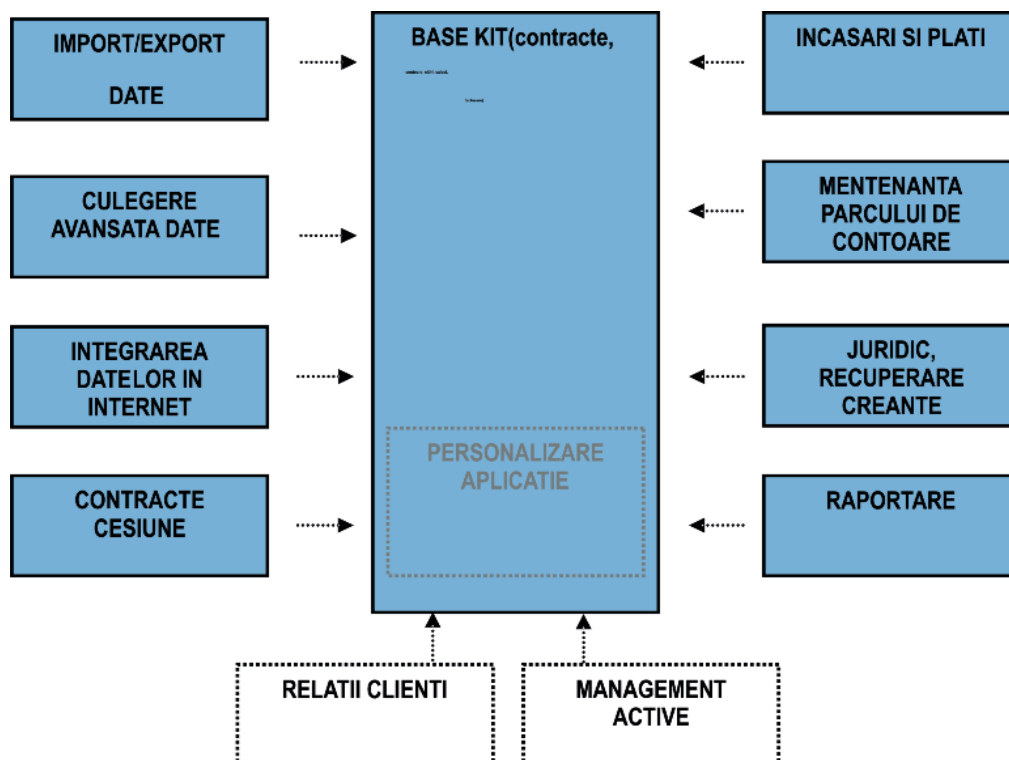 IMPORT/EXPORT
DATE
CULEGERE
AVANSATA DATE
INTEGRAREA
DATELOR IN
INTERNET
CONTRACTE
CESIUNE
BASE KIT(contracte,
PERSONALIZARE
APLICATIE
INCASARI SI PLATI
MENTENANTA
PARCULUI DE
CONTOARE
JURIDIC,
RECUPERARE
CREANTE
RAPORTARE
RELATII CLIENTI
MANAGEMENT
ACTIVE